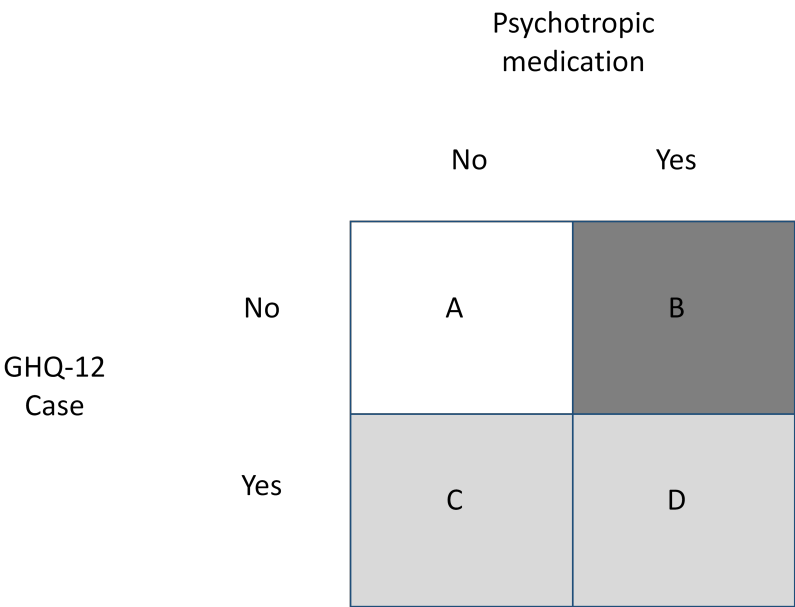 Psychotropic
medication
No Yes
No A B
GHQ-12
Case
Yes C D